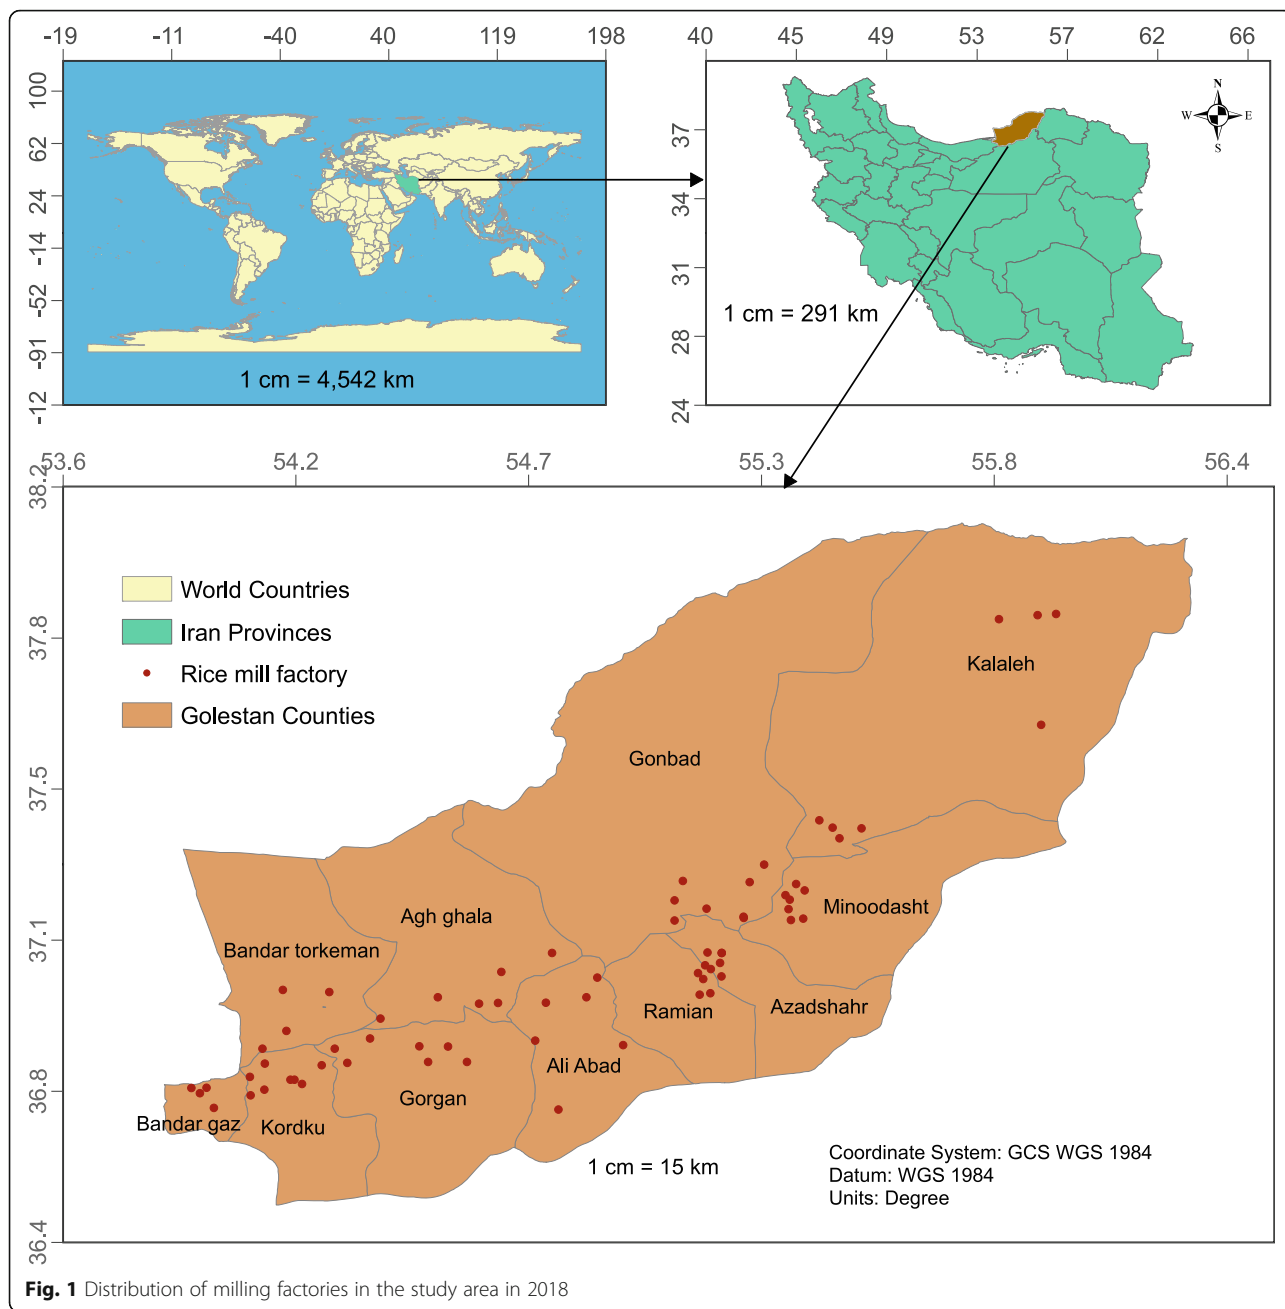 -19 -11 -40 40 119 198
100
62
24
-14
-52
-91
-12
1 cm = 4,542 km
40 45 49 53 57 62 66
37
34
31
28
24
N
W E
S
1 cm = 291 km
53.6 54.2 54.7 55.3 55.8 56.4
38.2
37.8
37.5
37.1
36.8
36.4
World Countries
Iran Provinces
Rice mill factory
Golestan Counties
Kalaleh
Gonbad
Minoodasht
Agh ghala
Bandar torkeman
Azadshahr
Ramian
Ali Abad
Gorgan
Bandar gaz
Kordku
1 cm = 15 km
Coordinate System: GCS WGS 1984
Datum: WGS 1984
Units: Degree
Fig. 1 Distribution of milling factories in the study area in 2018